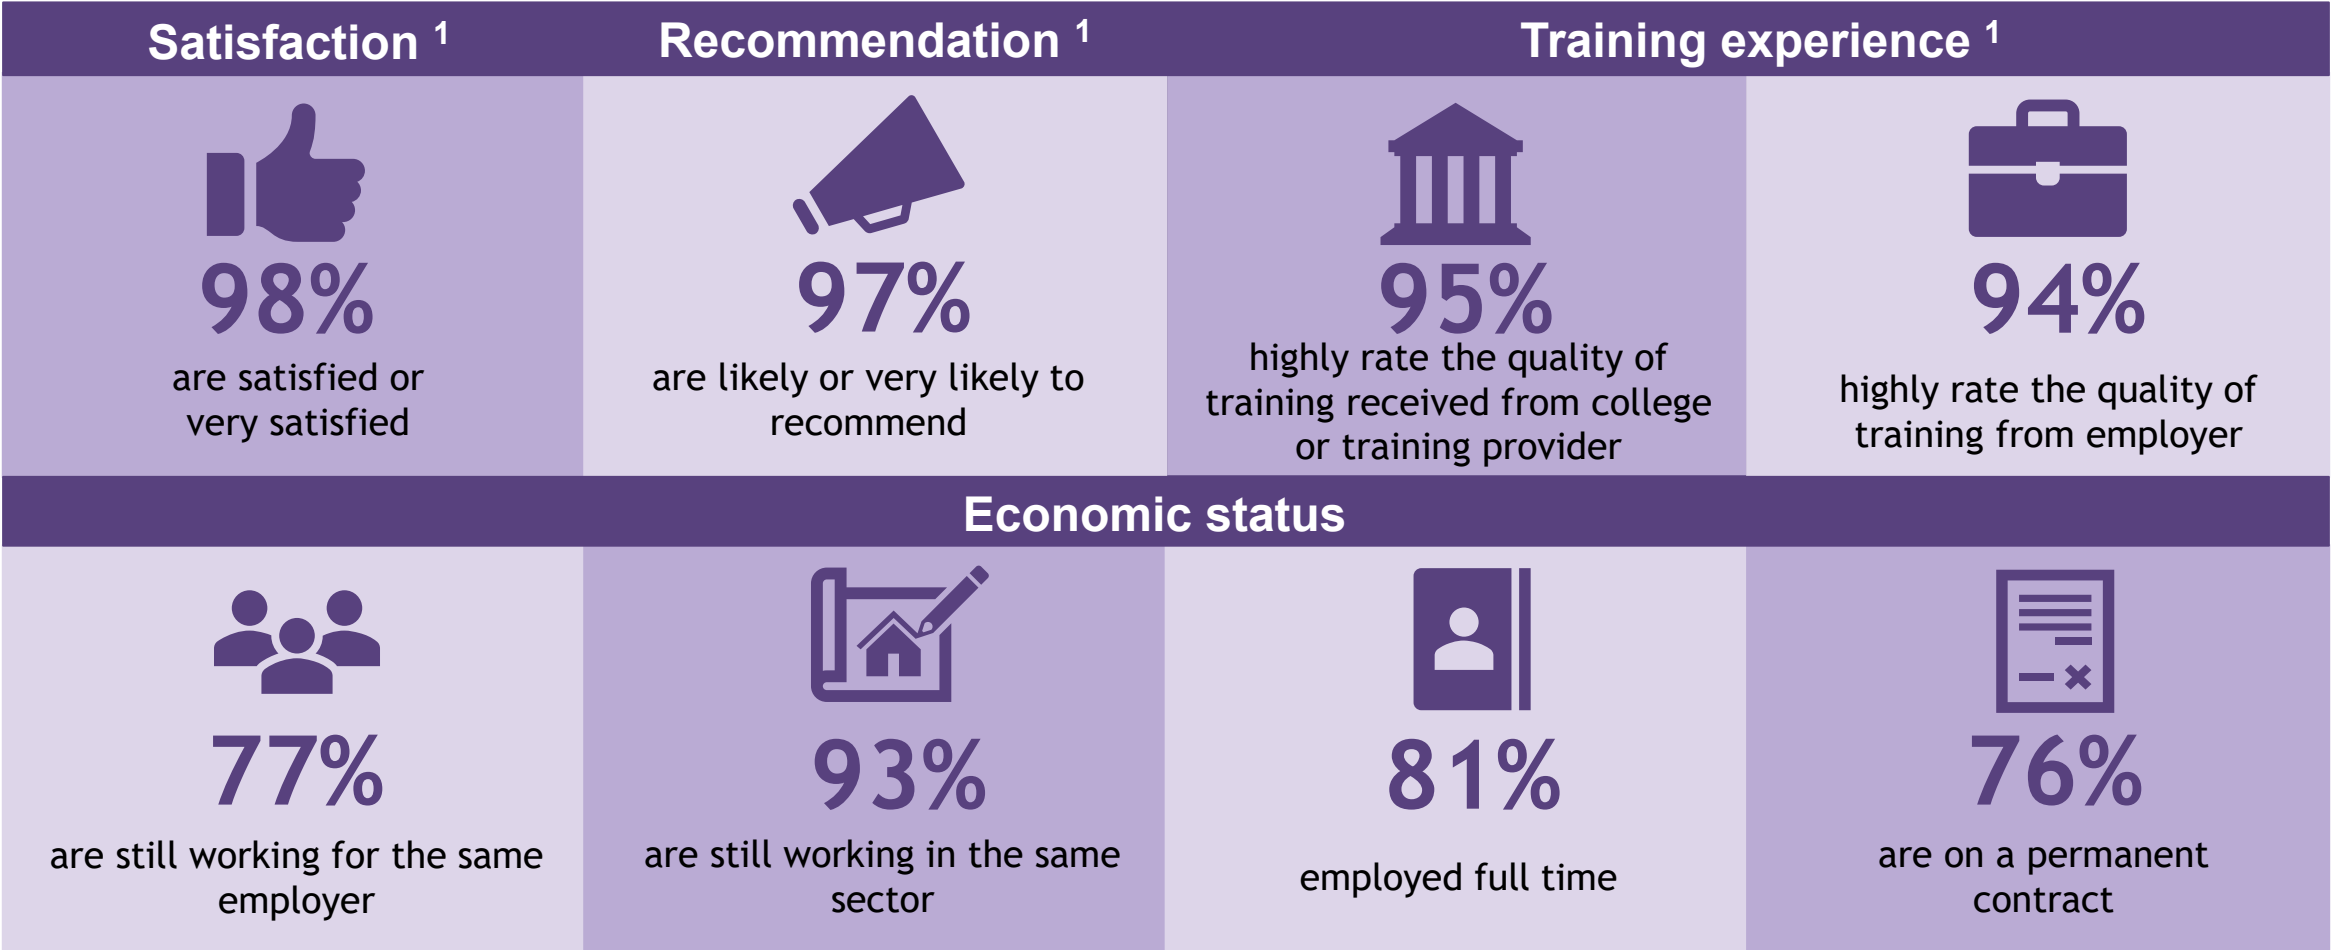 Satisfaction 1
Recommendation 1
Training experience 1
98%
are satisfied or
very satisfied
97%
are likely or very likely to
recommend
95%
highly rate the quality of
training received from college
or training provider
94%
highly rate the quality of
training from employer
Economic status
77%
are still working for the same
employer
93%
are still working in the same
sector
81%
employed full time
76%
are on a permanent
contract